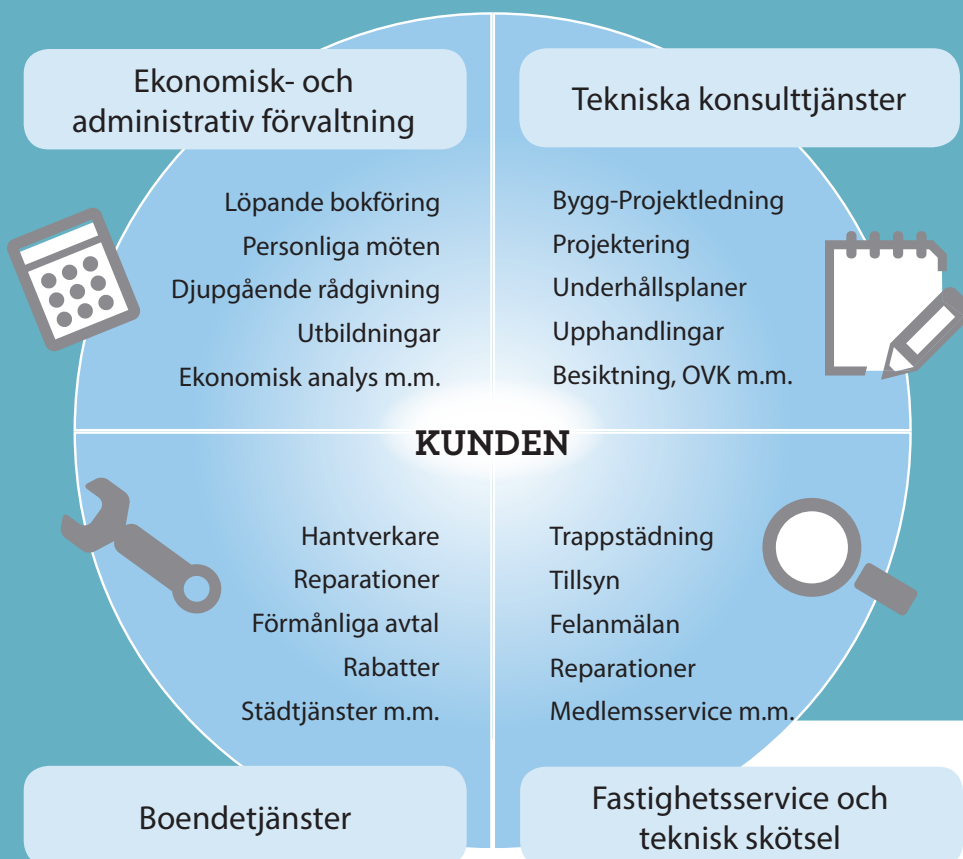 Ekonomisk- och
administrativ förvaltning
Löpande bokföring
Personliga möten
Djupgående rådgivning
Utbildningar
Ekonomisk analys m.m.
Tekniska konsulttjänster
Bygg-Projektledning
Projektering
Underhållsplaner
Upphandlingar
Besiktning, OVK m.m.
KUNDEN
Hantverkare
Reparationer
Förmånliga avtal
Rabatter
Städtjänster m.m.
Boendetjänster
Trappstädning
Tillsyn
Felanmälan
Reparationer
Medlemsservice m.m.
Fastighetsservice och
teknisk skötsel